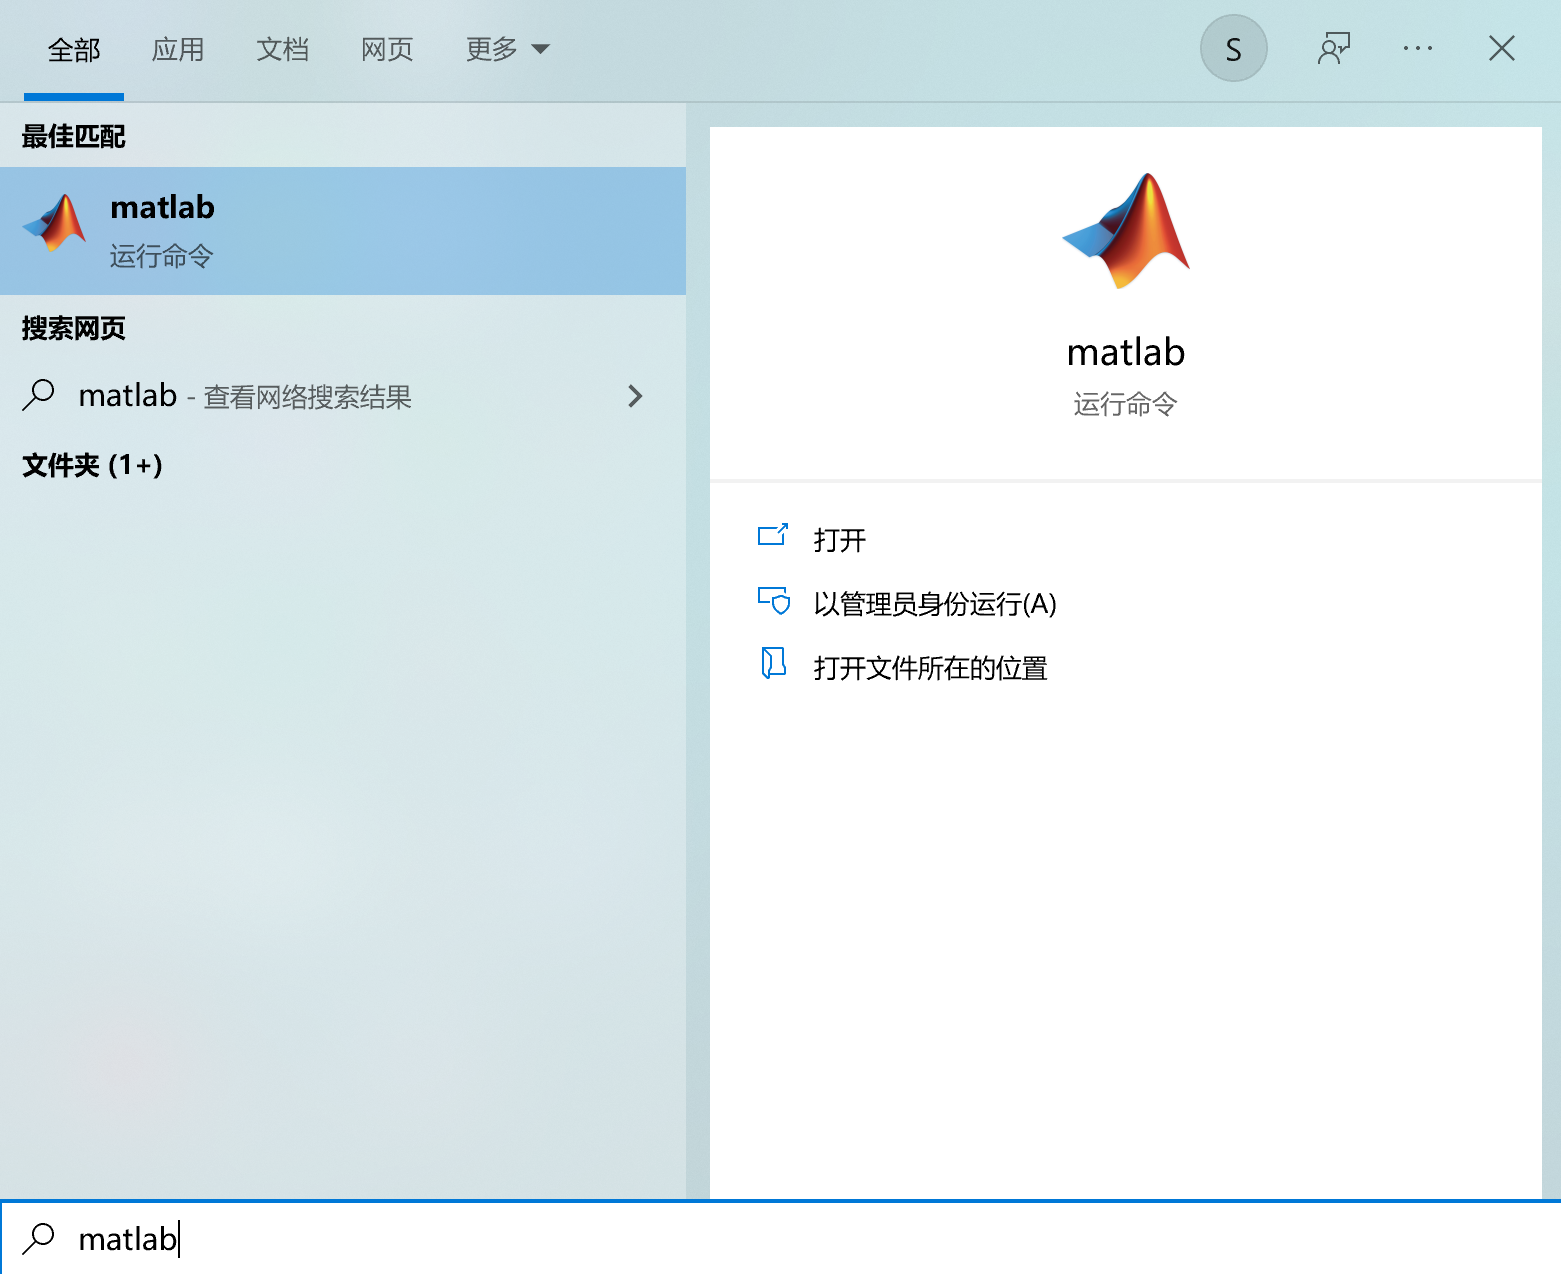 全部 应用 文档 网页 更多 S
最佳匹配
matlab
运行命令
搜索网页
matlab - 查看网络搜索结果
文件夹 (1+)
matlab
运行命令
打开
以管理员身份运行(A)
打开文件所在的位置
matlab